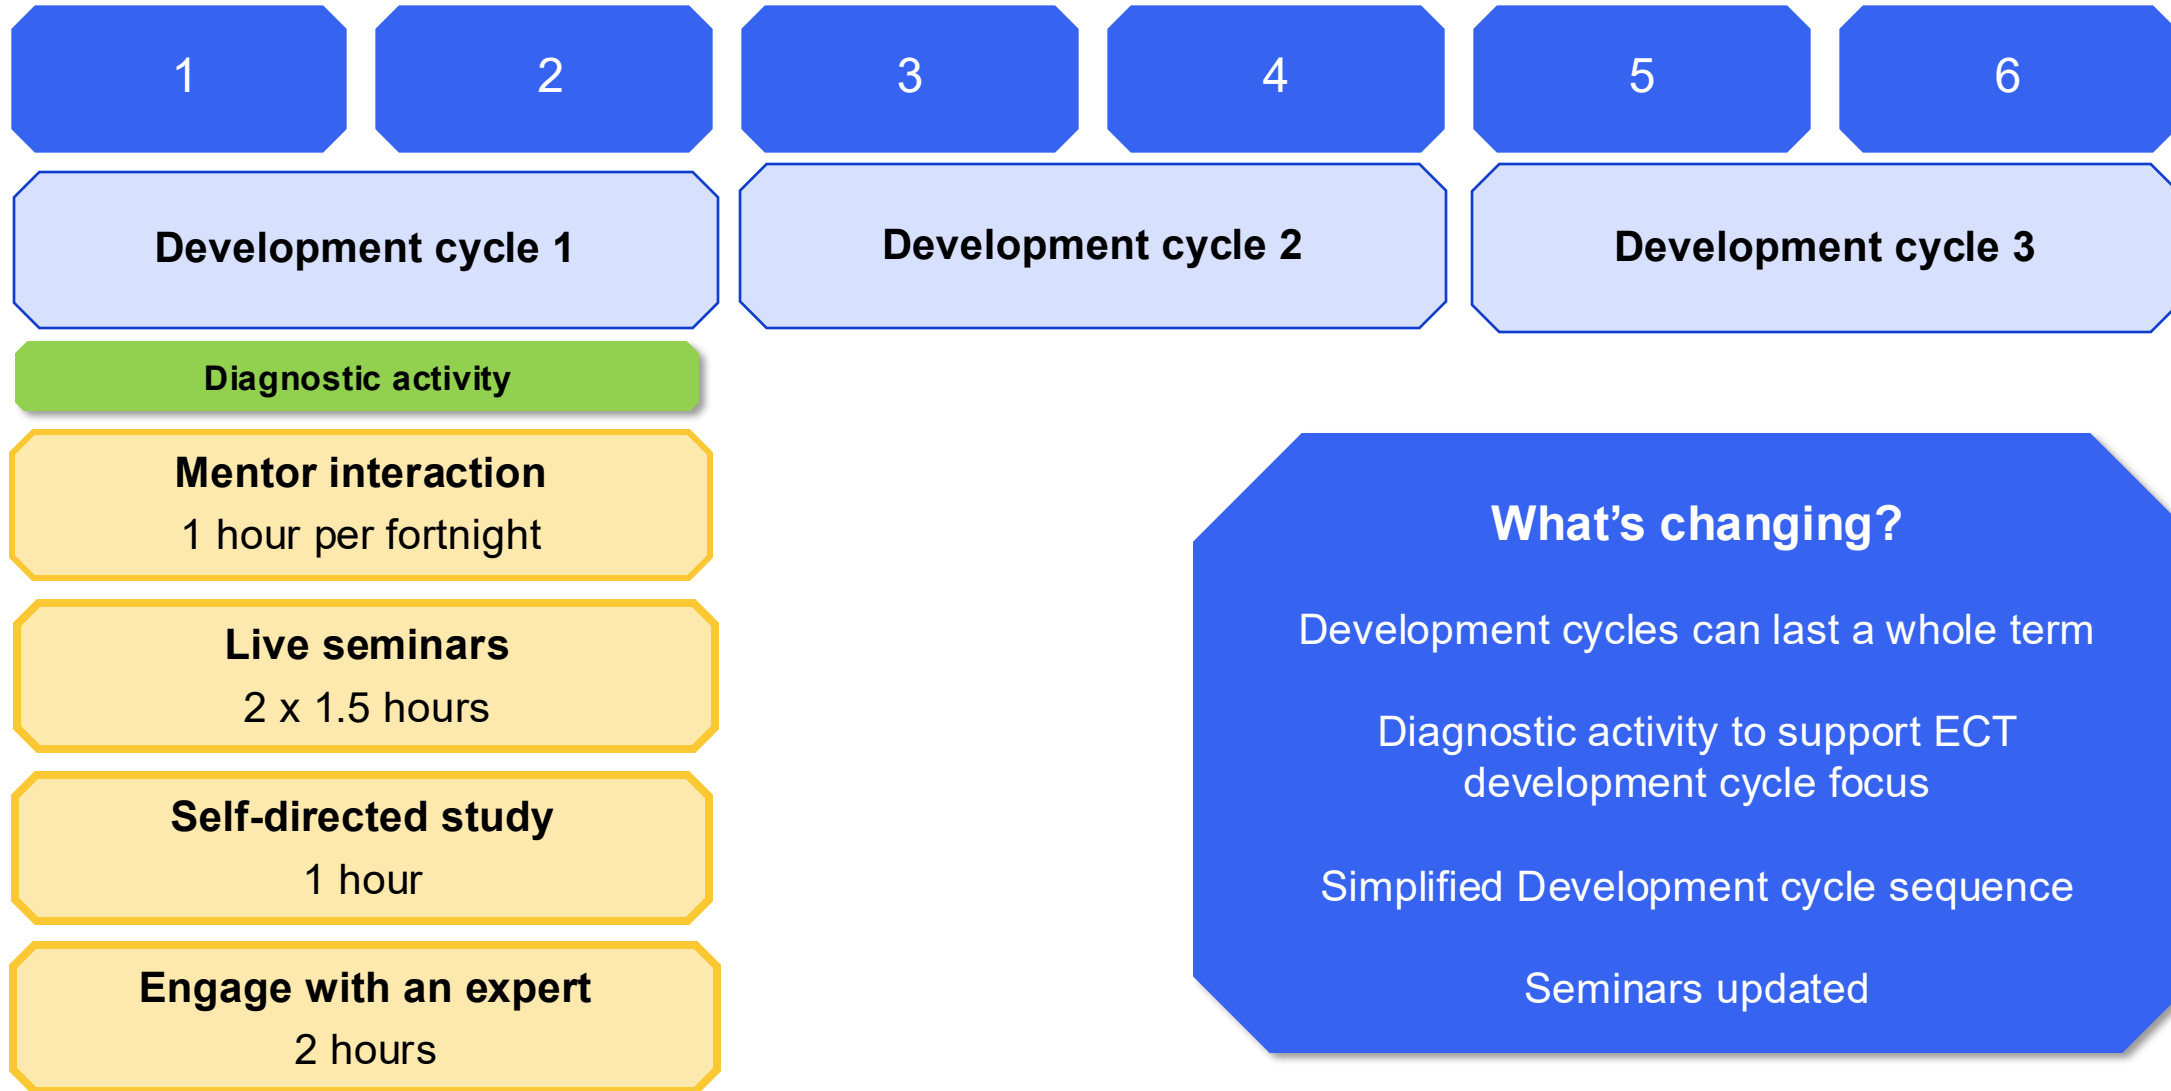 1
2
3
4
5
6
Development cycle 1
Development cycle 2
Development cycle 3
Diagnostic activity
Mentor interaction
1 hour per fortnight
Live seminars
2 x 1.5 hours
Self-directed study
1 hour
Engage with an expert
2 hours
What’s changing?
Development cycles can last a whole term
Diagnostic activity to support ECT
development cycle focus
Simplified Development cycle sequence
Seminars updated